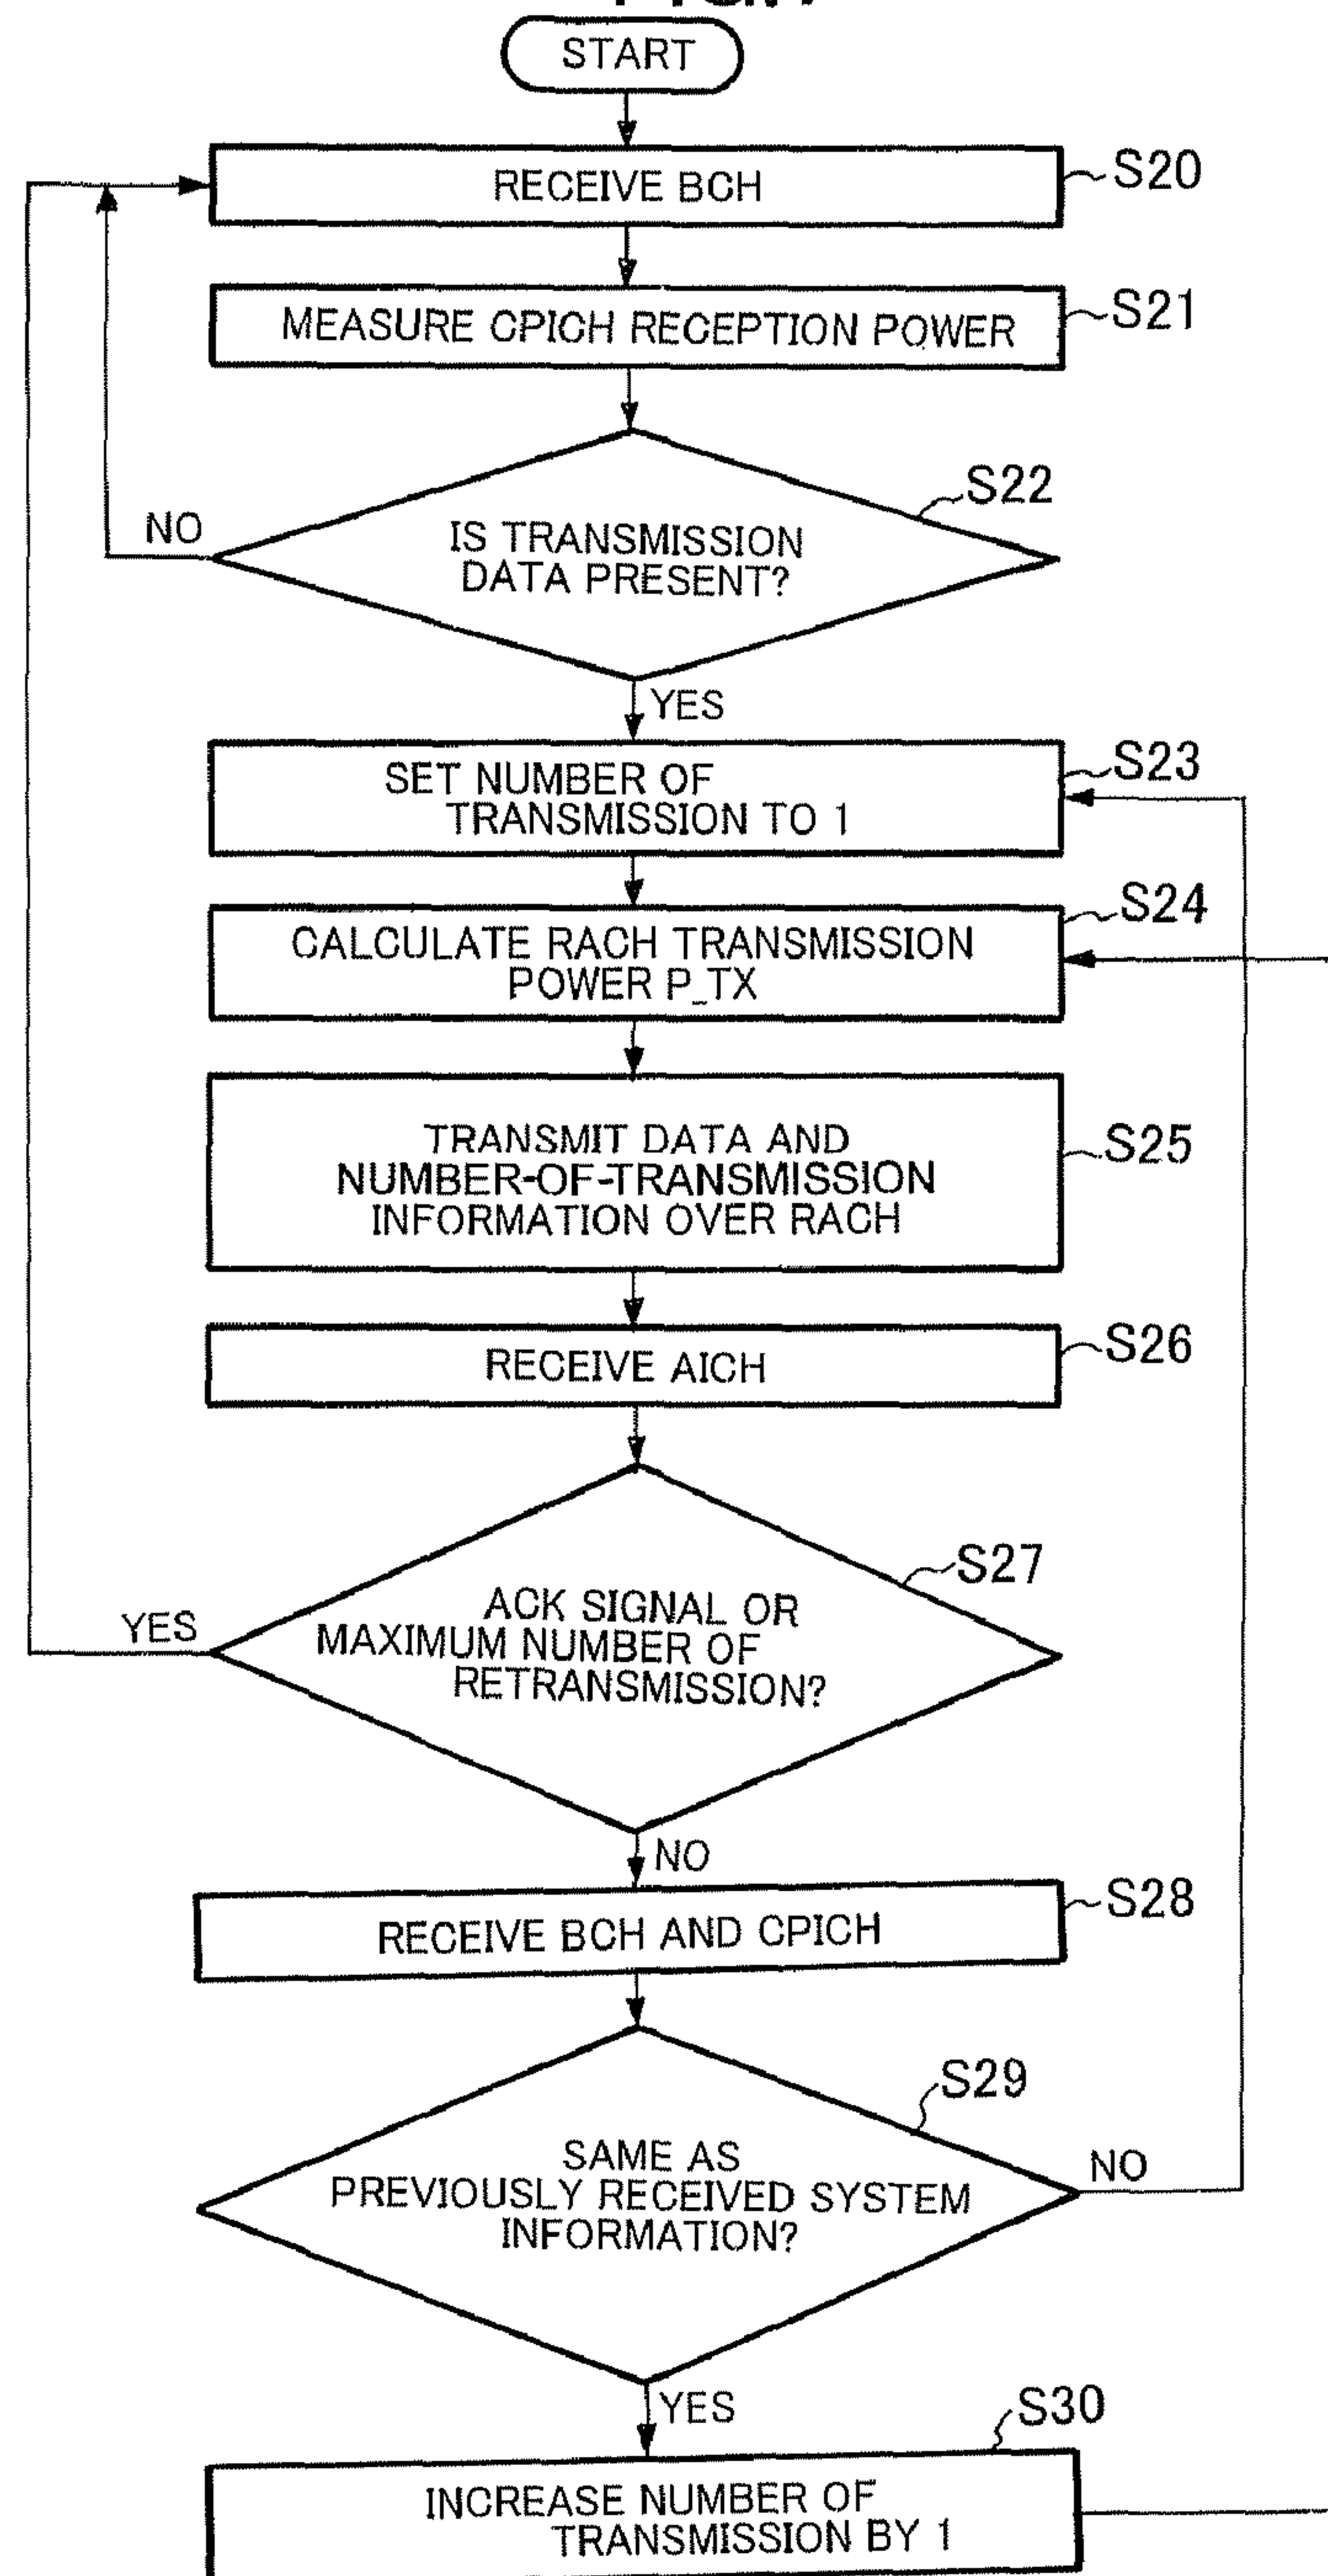 START
RECEIVE BCH
S20
MEASURE CPICH RECEPTION POWER
S21
S22
NO
IS TRANSMISSION
DATA PRESENT?
YES
SET NUMBER OF
TRANSMISSION TO 1
S23
CALCULATE RACH TRANSMISSION
POWER P_TX
S24
TRANSMIT DATA AND
NUMBER-OF-TRANSMISSION
INFORMATION OVER RACH
S25
RECEIVE AICH
S26
S27
YES
ACK SIGNAL OR
MAXIMUM NUMBER OF
RETRANSMISSION?
NO
RECEIVE BCH AND CPICH
S28
S29
SAME AS
PREVIOUSLY RECEIVED SYSTEM
INFORMATION?
NO
YES
S30
INCREASE NUMBER OF
TRANSMISSION BY 1